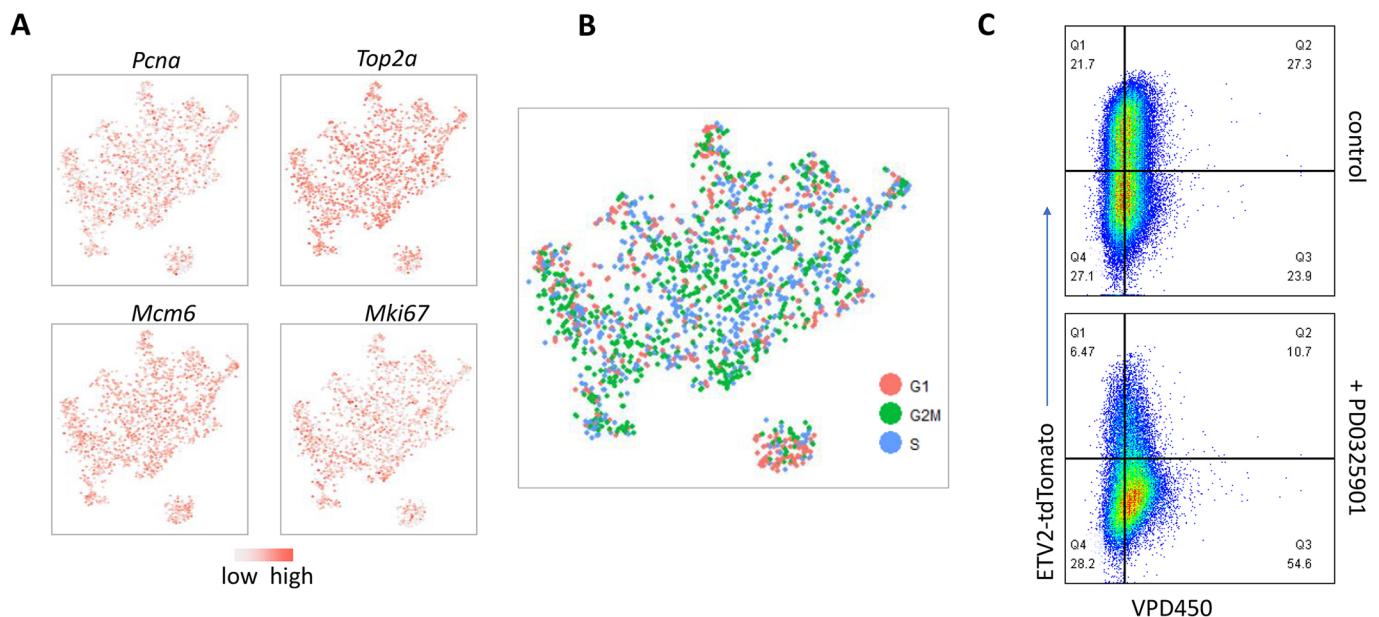 A
Pcna
Top2a
Mcm6
Mki67
low high
B
G1
G2M
S
C
Q1
21.7
Q2
27.3
Q4
27.1
Q3
23.9
control
Q1
6.47
Q2
10.7
Q4
28.2
Q3
54.6
+ PD0325901
ETV2-tdTomato
VPD450